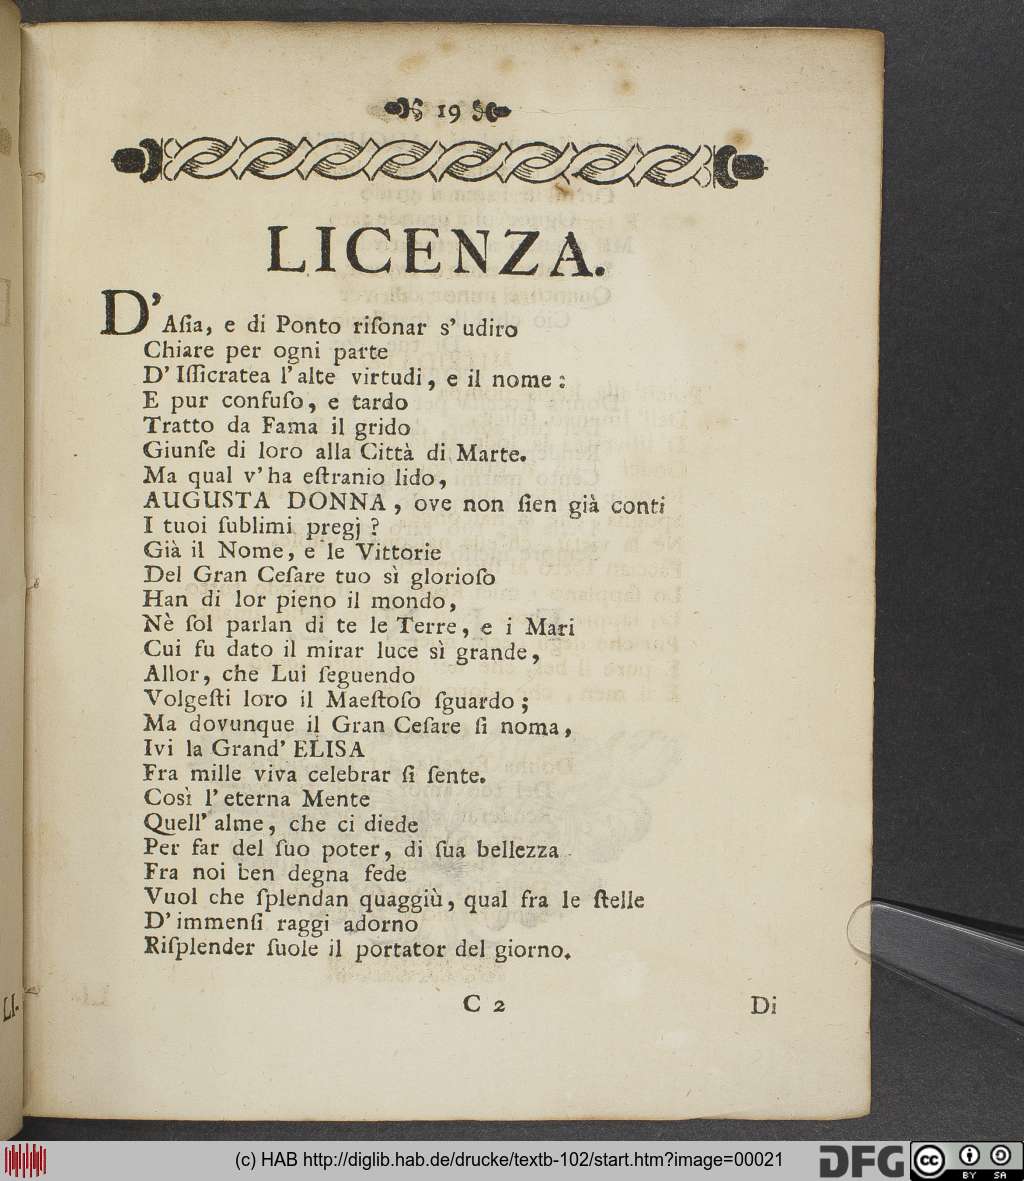 19
LICENZA.
D'Aſia, e di Ponto riſonar s' udiro
Chiare per ogni parte
D' Iſſicratea l' alte virtudi, e il nome:
E pur confuſo, e tardo
Tratto da Fama il grido
Giunſe di loro alla Città di Marte.
Ma qual v' ha eſtranio lido,
AUGUSTA DONNA, ove non ſien già conti
I tuoi ſublimi pregj ?
Già il Nome, e le Vittorie
Del Gran Ceſare tuo sì glorioſo
Han di lor pieno il mondo,
Nè ſol parlan di te le Terre, e i Mari
Cui fu dato il mirar luce sì grande,
Allor, che Lui ſeguendo
Volgeſti loro il Maeſtoſo ſguardo;
Ma dovunque il Gran Ceſare ſi noma,
Ivi la Grand' ELISA
Fra mille viva celebrar ſi ſente.
Così l' eterna Mente
Quell' alme, che ci diede
Per far del ſuo poter, di ſua bellezza
Fra noi ben degna fede
Vuol che ſplendan quaggiù, qual fra le ſtelle
D' immenſi raggi adorno
Riſplender ſuole il portator del giorno.
C 2 Di
LI-
(c) HAB http://diglib.hab.de/drucke/textb-102/start.htm?image=00021
DFG
cc BY SA